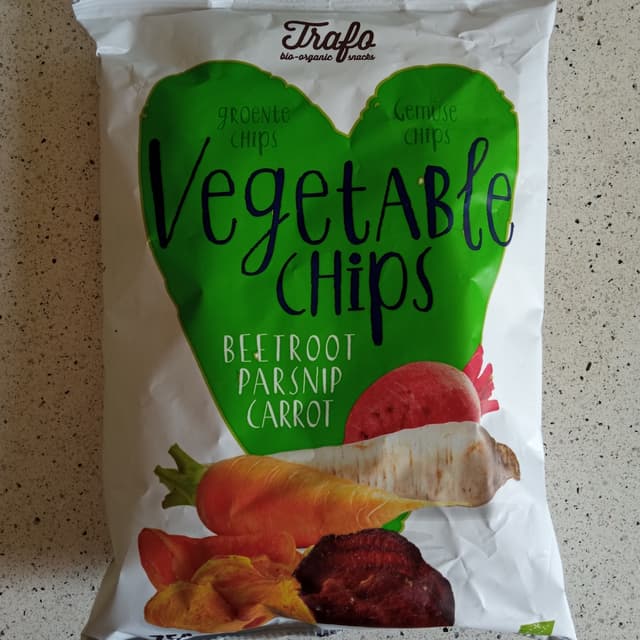 Trafo
bio-organic snacks
GROENTE CHIPS
Gemüse CHIPS
VegetABle
CHips
BEETROOT
PARSNIP
CARROT